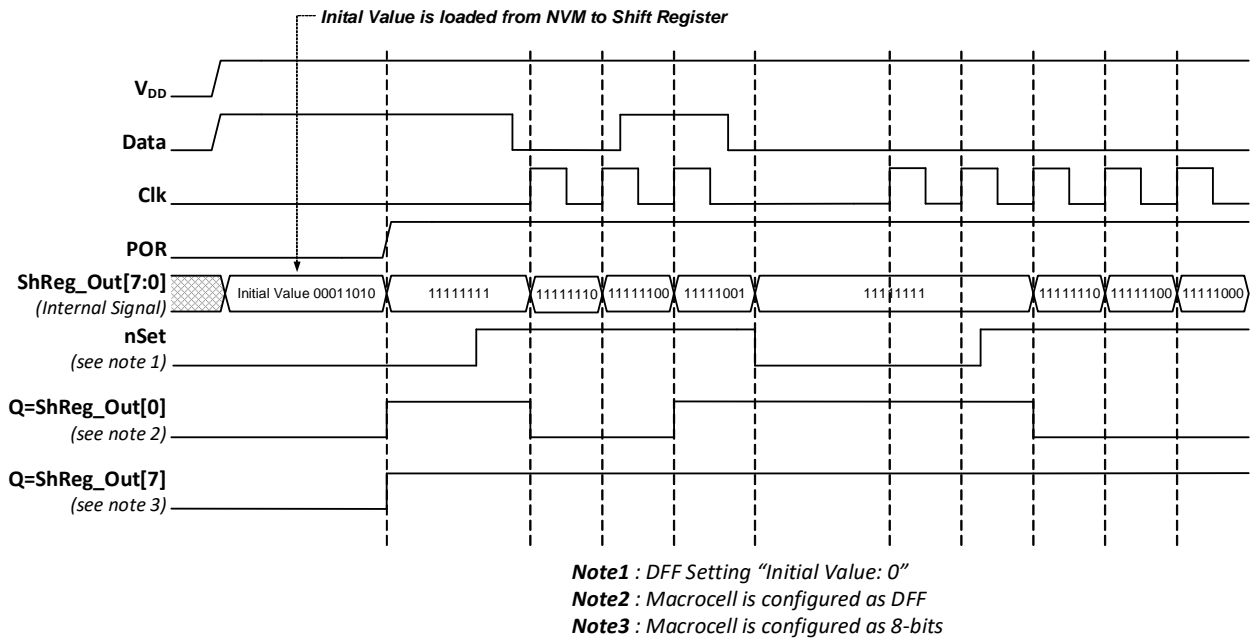 Inital Value is loaded from NVM to Shift Register
VDD
Data
Clk
POR
ShReg_Out[7:0]
(Internal Signal)
Initial Value 00011010 11111111 11111110 11111100 11111001 11111111 11111110 11111100 11111000
nSet
(see note 1)
Q=ShReg_Out[0]
(see note 2)
Q=ShReg_Out[7]
(see note 3)
Note1 : DFF Setting “Initial Value: 0”
Note2 : Macrocell is configured as DFF
Note3 : Macrocell is configured as 8-bits